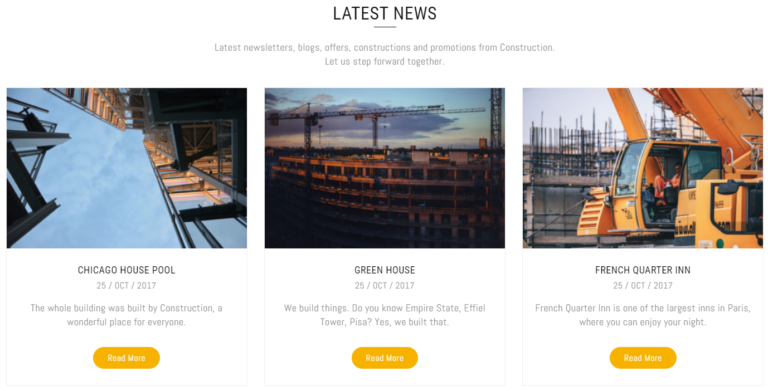 LATEST NEWS
Latest newsletters, blogs, offers, constructions and promotions from Construction.
Let us step forward together.
CHICAGO HOUSE POOL
25 / OCT / 2017
The whole building was built by Construction, a
wonderful place for everyone.
Read More
GREEN HOUSE
25 / OCT / 2017
We build things. Do you know Empire State, Effiel
Tower, Pisa? Yes, we built that.
Read More
FRENCH QUARTER INN
25 / OCT / 2017
French Quarter Inn is one of the largest inns in Paris,
where you can enjoy your night.
Read More